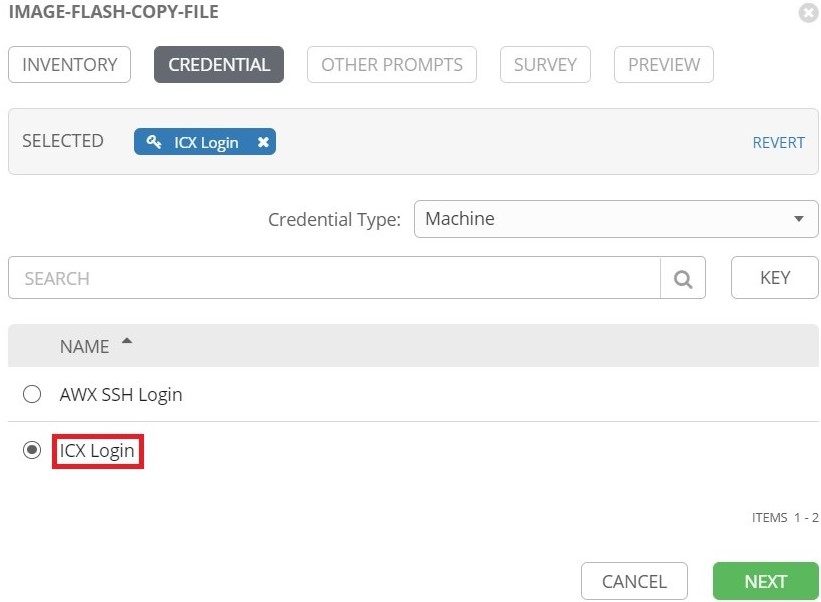 IMAGE-FLASH-COPY-FILE
INVENTORY CREDENTIAL OTHER PROMPTS SURVEY PREVIEW
SELECTED ICX Login REVERT
Credential Type: Machine
SEARCH KEY
NAME
AWX SSH Login
ICX Login
ITEMS 1 - 2
CANCEL NEXT